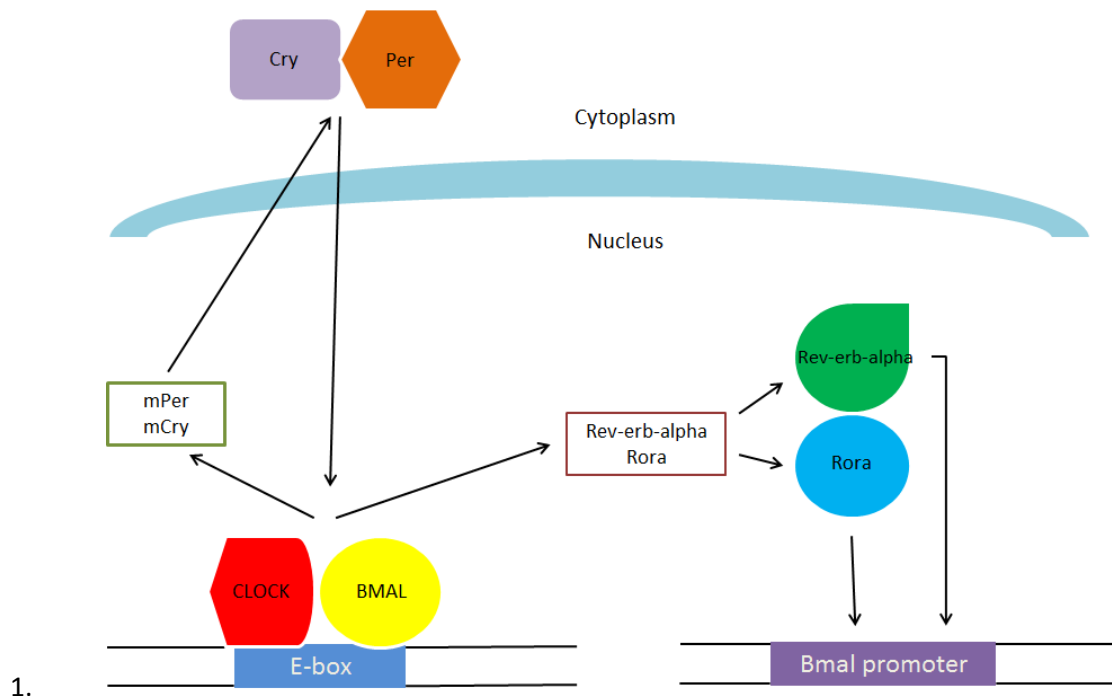 Cry
Per
Cytoplasm
Nucleus
mPer
mCry
Rev-erb-alpha
Rora
Rev-erb-alpha
Rora
CLOCK
BMAL
E-box
Bmal promoter
1.